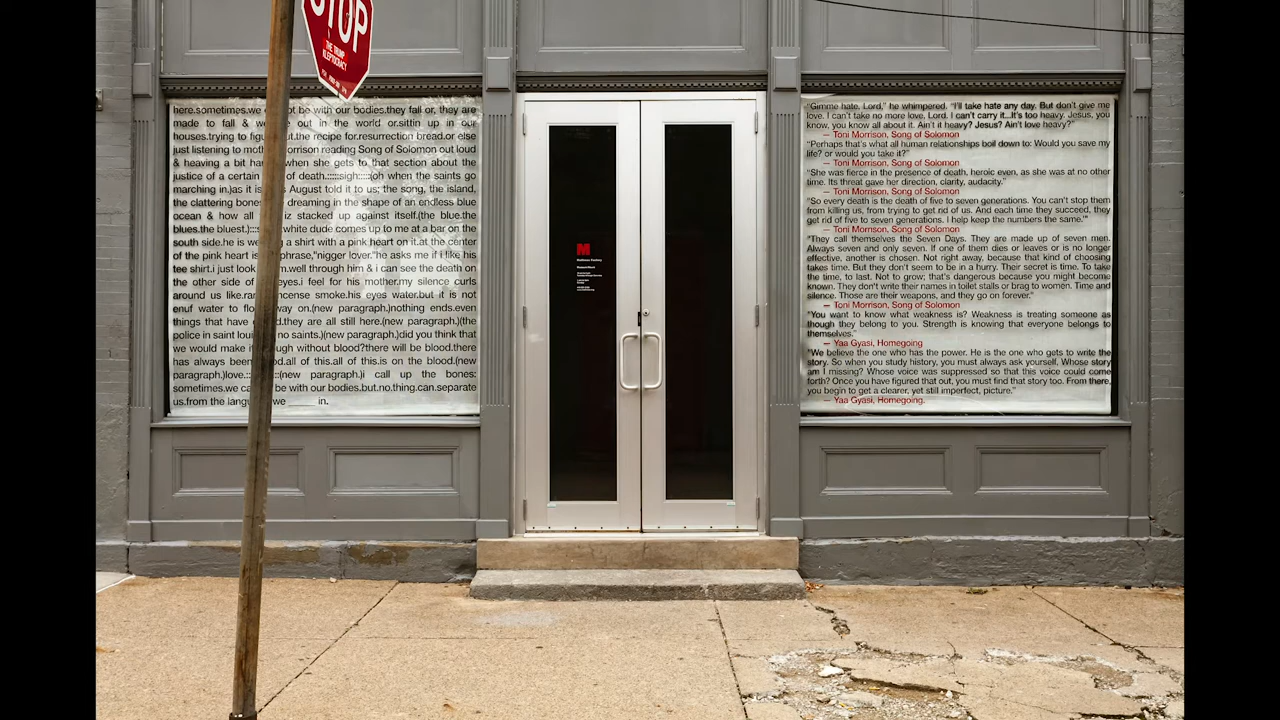 STOP
THE TRUMP
KLEPTOCRACY
here.sometimes.we ot be with our bodies.they fall or, they are
made to fall & we out in the world or.sittin up in our
houses.trying to figu ut.the recipe for.resurrection bread.or else
just listening to moth orrison reading Song of Solomon out loud
& heaving a bit har when she gets to that section about the
justice of a certain of death.:::::sigh:::::joh when the saints go
marching in.)as it is August told it to us; the song, the island,
the clattering bones dreaming in the shape of an endless blue
ocean & how all iz stacked up against itself.(the blue.the
blues.the bluest.)::: white dude comes up to me at a bar on the
south side.he is we a shirt with a pink heart on it.at the center
of the pink heart is phrase,"nigger lover."he asks me if i like his
tee shirt.i just look m.well through him & i can see the death on
the other side of eyes.i feel for his mother.my silence curls
around us like.ran ncense smoke.his eyes water.but it is not
enuf water to flo way on.(new paragraph.)nothing ends.even
things that have d.they are all still here.(new paragraph.)(the
police in saint loui no saints.)(new paragraph.)did you think that
we would make it ugh without blood?there will be blood.there
has always been od.all of this.all of this.is on the blood.(new
paragraph.)love.:: :(new paragraph.)i call up the bones:
sometimes.we ca be with our bodies.but.no.thing.can.separate
us.from the langu we _____ in.
M
"Gimme hate, Lord," he whimpered. "I'll take hate any day. But don't give me
love. I can't take no more love, Lord. I can't carry it...It's too heavy. Jesus, you
know, you know all about it. Ain't it heavy? Jesus? Ain't love heavy?"
— Toni Morrison, Song of Solomon
"Perhaps that's what all human relationships boil down to: Would you save my
life? or would you take it?"
— Toni Morrison, Song of Solomon
"She was fierce in the presence of death, heroic even, as she was at no other
time. Its threat gave her direction, clarity, audacity."
— Toni Morrison, Song of Solomon
"So every death is the death of five to seven generations. You can't stop them
from killing us, from trying to get rid of us. And each time they succeed, they
get rid of five to seven generations. I help keep the numbers the same.'"
— Toni Morrison, Song of Solomon
"They call themselves the Seven Days. They are made up of seven men.
Always seven and only seven. If one of them dies or leaves or is no longer
effective, another is chosen. Not right away, because that kind of choosing
takes time. But they don't seem to be in a hurry. Their secret is time. To take
the time, to last. Not to grow; that's dangerous because you might become
known. They don't write their names in toilet stalls or brag to women. Time and
silence. Those are their weapons, and they go on forever."
— Toni Morrison, Song of Solomon
"You want to know what weakness is? Weakness is treating someone as
though they belong to you. Strength is knowing that everyone belongs to
themselves."
— Yaa Gyasi, Homegoing
"We believe the one who has the power. He is the one who gets to write the
story. So when you study history, you must always ask yourself, Whose story
am I missing? Whose voice was suppressed so that this voice could come
forth? Once you have figured that out, you must find that story too. From there,
you begin to get a clearer, yet still imperfect, picture."
— Yaa Gyasi, Homegoing.